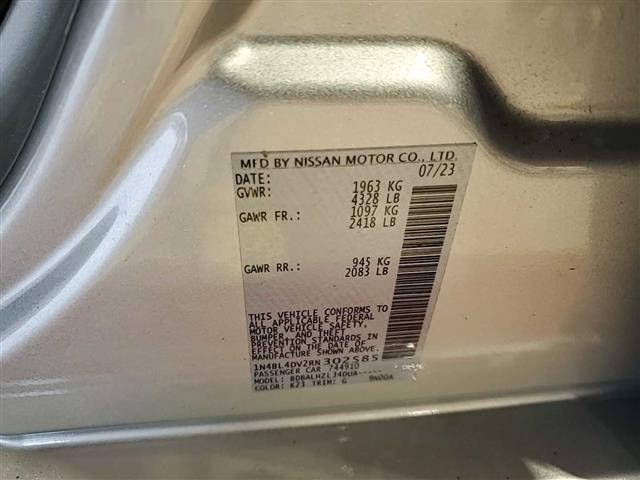 MFD BY NISSAN MOTOR CO., LTD.
DATE: 07/23
GVWR: 1963 KG
4328 LB
GAWR FR.: 1097 KG
2418 LB
GAWR RR.: 945 KG
2083 LB
THIS VEHICLE CONFORMS TO
ALL APPLICABLE FEDERAL
MOTOR VEHICLE SAFETY,
BUMPER, AND THEFT
PREVENTION STANDARDS IN
EFFECT ON THE DATE OF
MANUFACTURE SHOWN ABOVE.
1N4BL4DV2RN302585
PASSENGER CAR 744910
MODEL: BDBALHZL34DUA-----
COLOR: K23 TRIM: G 9N00A